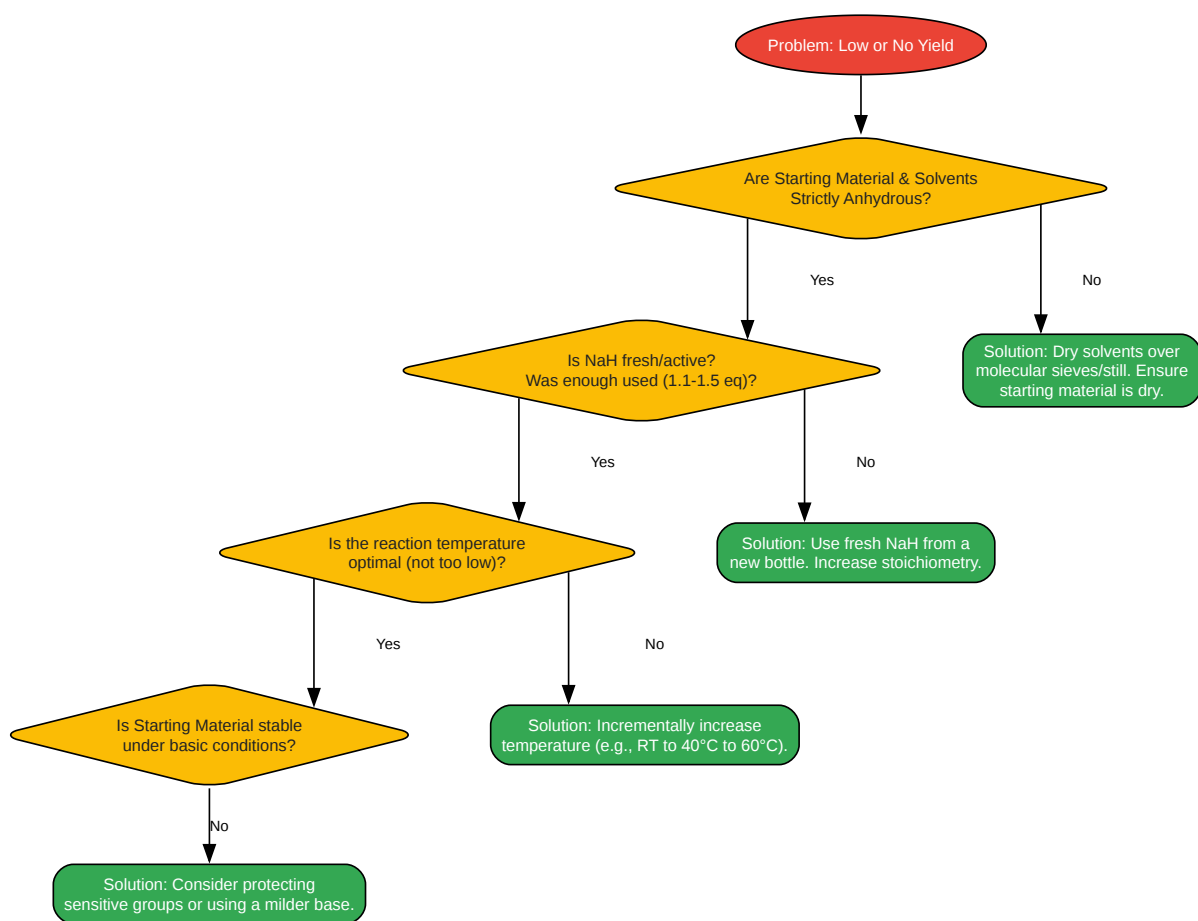 Problem: Low or No Yield
Are Starting Material & Solvents
Strictly Anhydrous?
Yes
No
Is NaH fresh/active?
Was enough used (1.1-1.5 eq)?
Solution: Dry solvents over
molecular sieves/still. Ensure
starting material is dry.
Yes
No
Is the reaction temperature
optimal (not too low)?
Solution: Use fresh NaH from a
new bottle. Increase stoichiometry.
Yes
No
Is Starting Material stable
under basic conditions?
Solution: Incrementally increase
temperature (e.g., RT to 40°C to 60°C).
No
Solution: Consider protecting
sensitive groups or using a milder base.